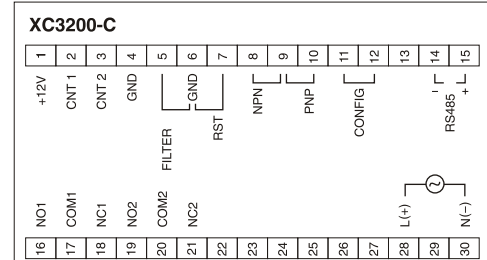 XC3200-C
1 2 3 4 5 6 7 8 9 10 11 12 13 14 15
+12V CNT 1 CNT 2 GND FILTER GND RST NPN PNP CONFIG − + RS485
NO1 COM1 NC1 NO2 COM2 NC2 L(+) ~ N(−)
16 17 18 19 20 21 22 23 24 25 26 27 28 29 30